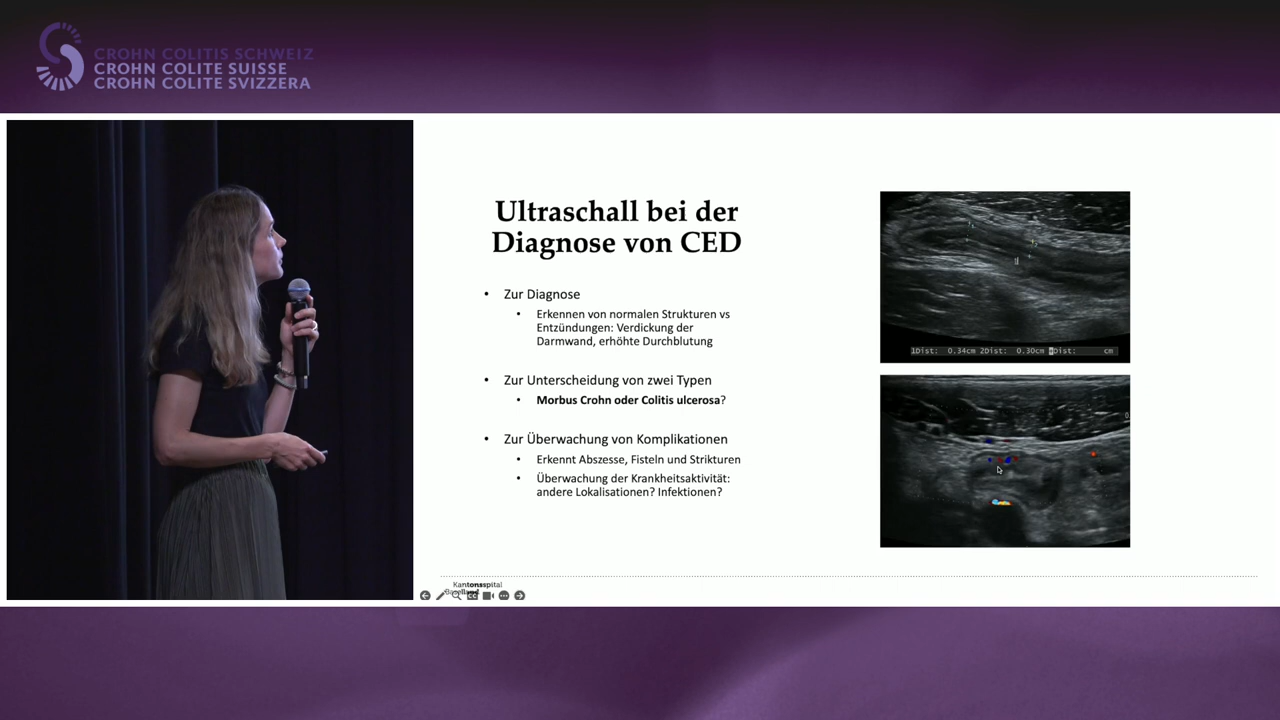 CROHN COLITIS SCHWEIZ
CROHN COLITE SUISSE
CROHN COLITE SVIZZERA
Ultraschall bei der
Diagnose von CED
• Zur Diagnose
• Erkennen von normalen Strukturen vs
Entzündungen: Verdickung der
Darmwand, erhöhte Durchblutung
• Zur Unterscheidung von zwei Typen
• Morbus Crohn oder Colitis ulcerosa?
• Zur Überwachung von Komplikationen
• Erkennt Abszesse, Fisteln und Strikturen
• Überwachung der Krankheitsaktivität:
andere Lokalisationen? Infektionen?
1Dist: 0.34cm 2Dist: 0.30cm Dist: cm
Kantonsspital
Baselland